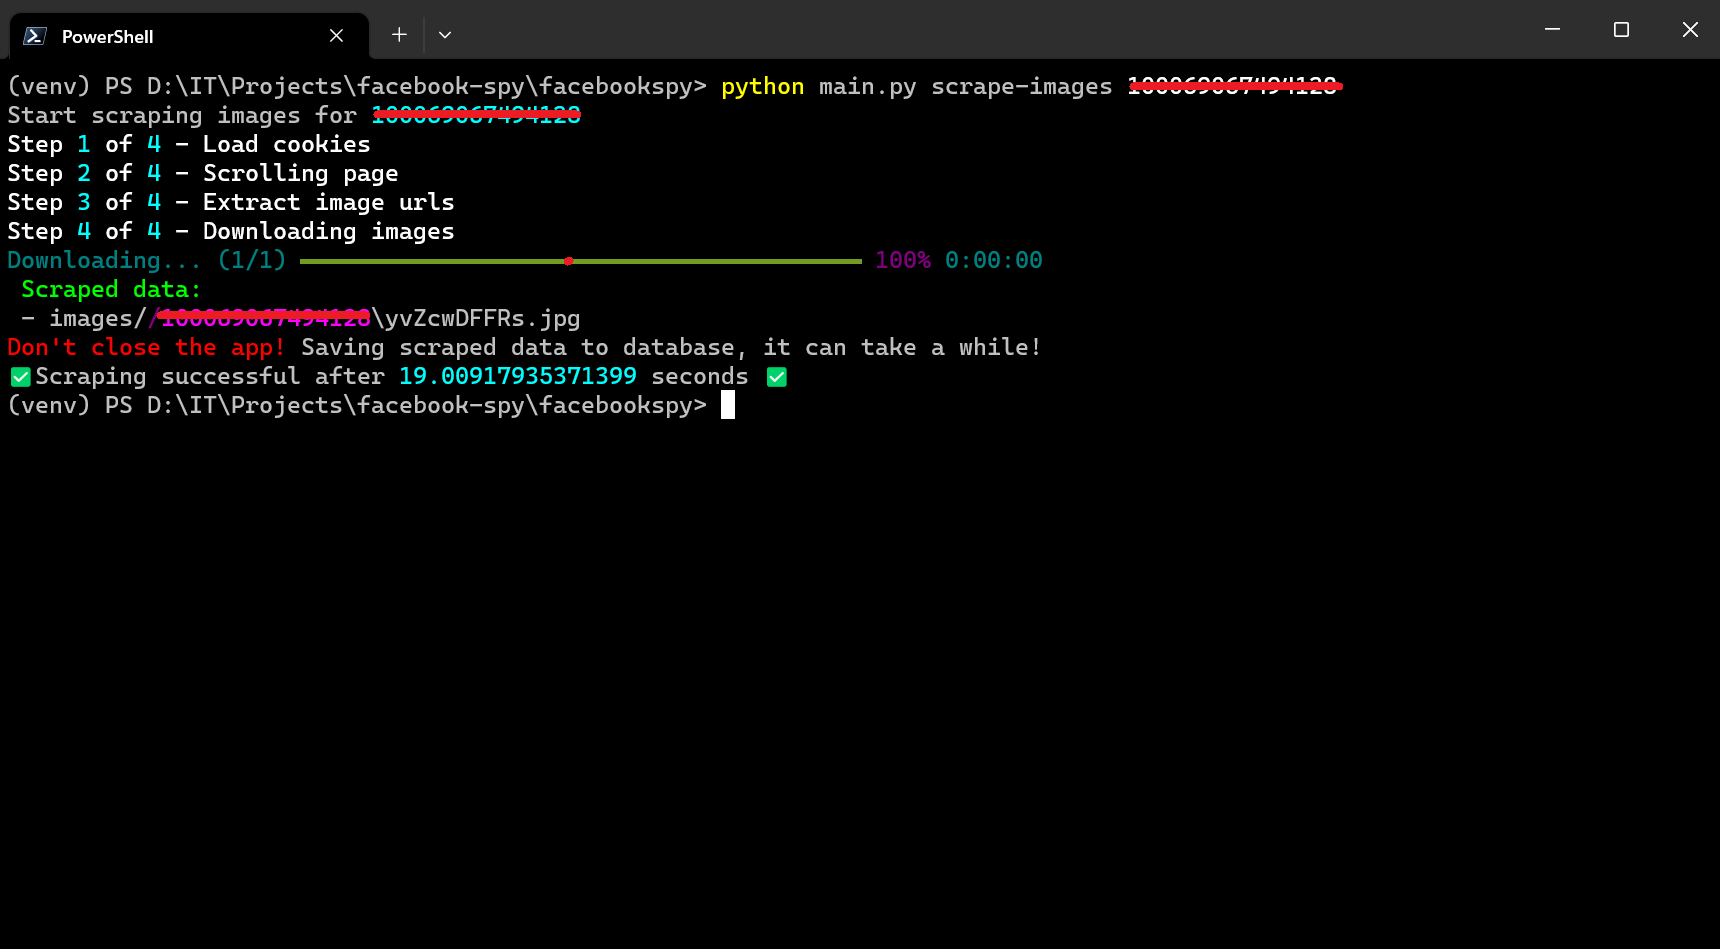 PowerShell
(venv) PS D:\IT\Projects\facebook-spy\facebookspy> python main.py scrape-images
Start scraping images for
Step 1 of 4 - Load cookies
Step 2 of 4 - Scrolling page
Step 3 of 4 - Extract image urls
Step 4 of 4 - Downloading images
Downloading... (1/1) 100% 0:00:00
Scraped data:
- images// \yvZcwDFFRs.jpg
Don't close the app! Saving scraped data to database, it can take a while!
✅Scraping successful after 19.00917935371399 seconds ✅
(venv) PS D:\IT\Projects\facebook-spy\facebookspy>